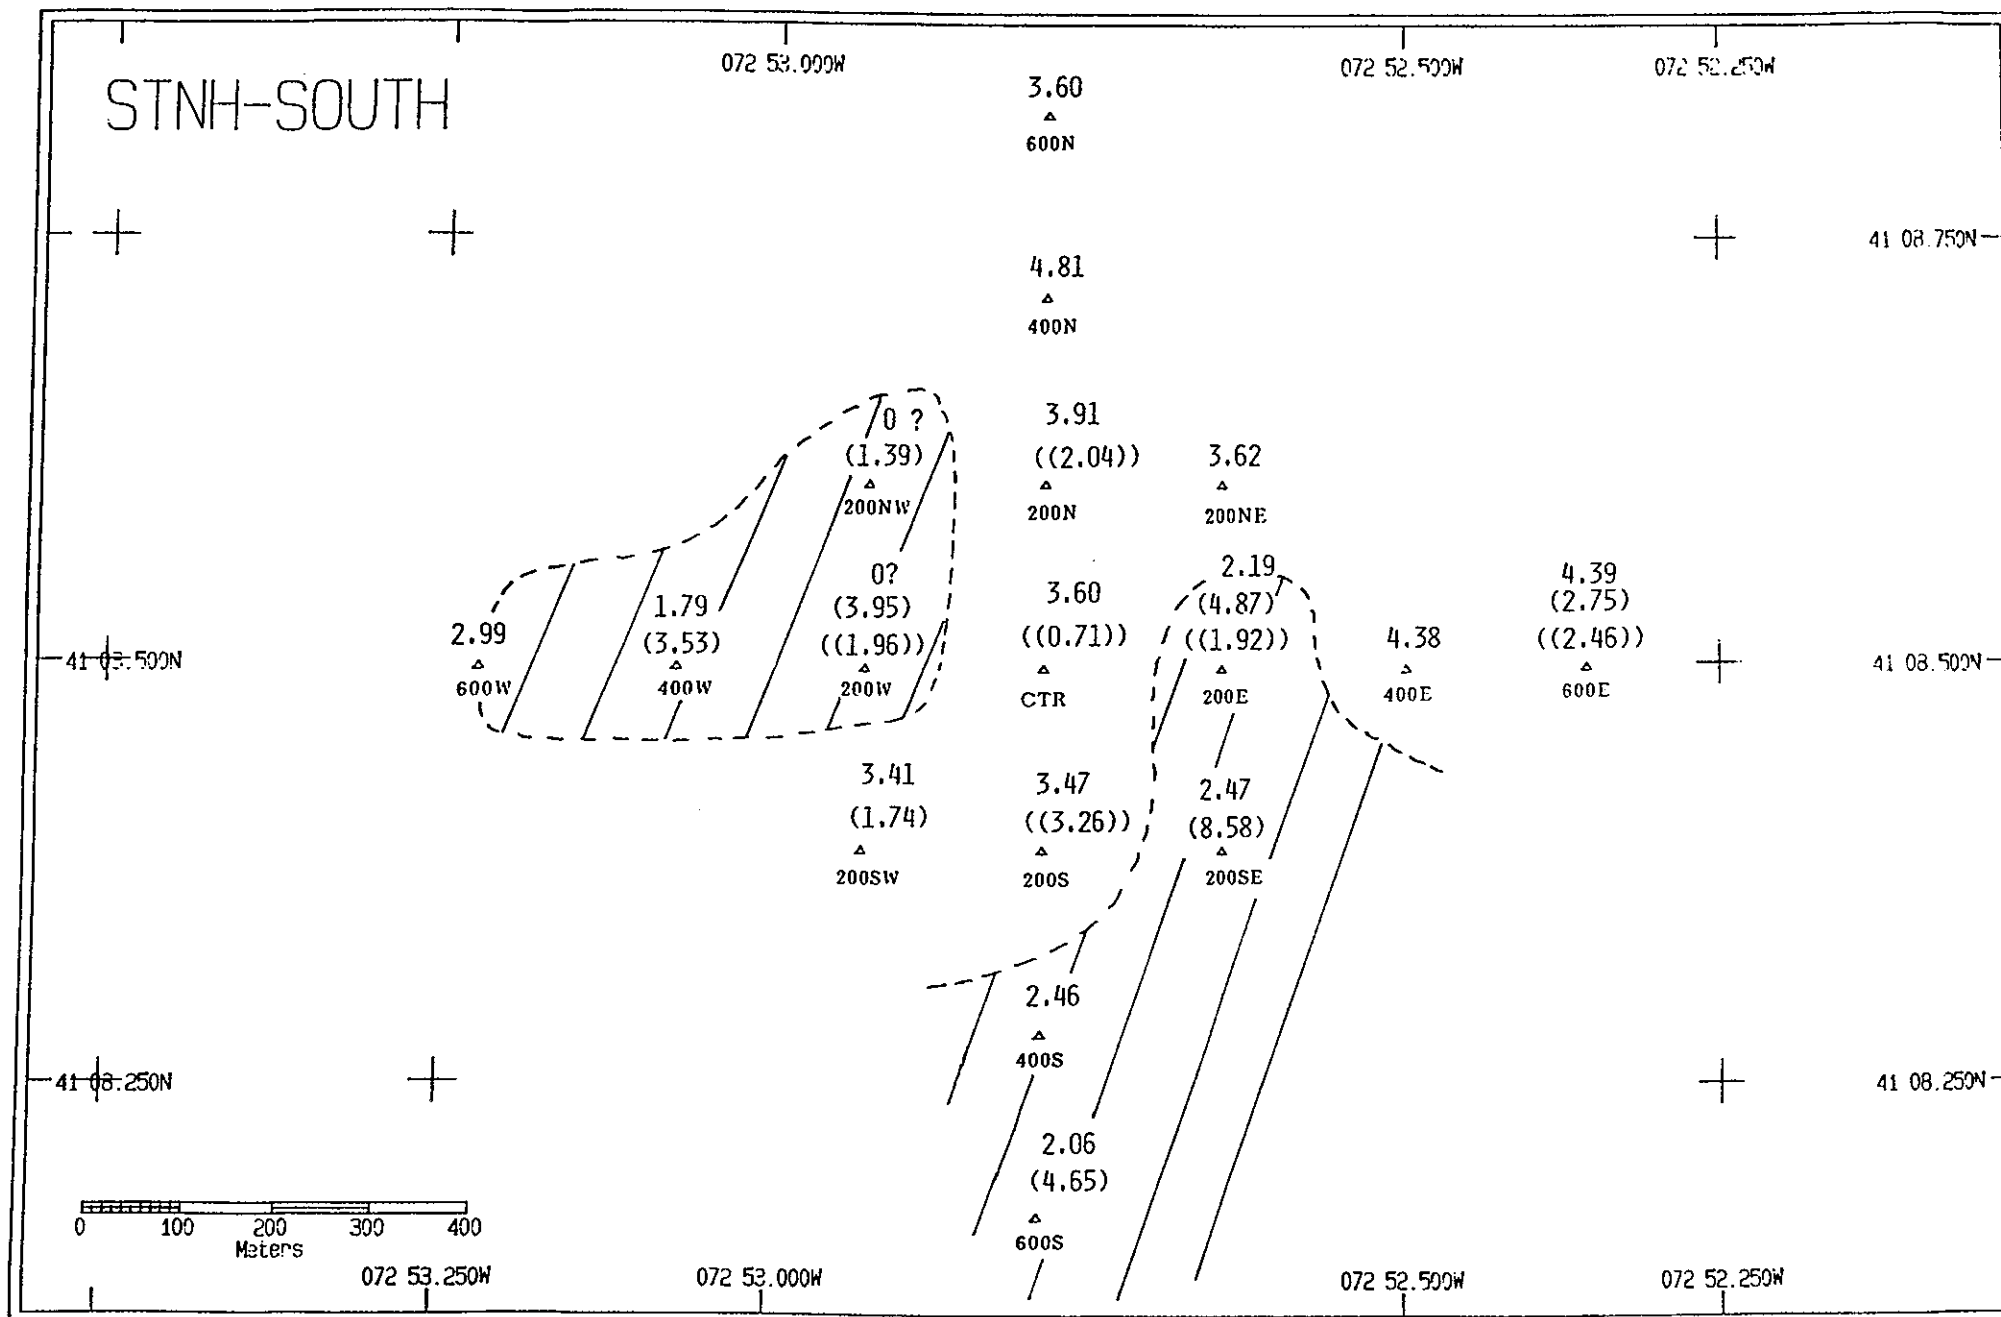 072 53.000W
072 52.500W
072 52.250W
STNH-SOUTH
3.60
600N
41 08.750N
4.81
400N
0 ?
(1.39)
200NW
3.91
((2.04))
200N
3.62
200NE
2.99
600W
1.79
(3.53)
400W
0?
(3.95)
((1.96))
200W
3.60
((0.71))
CTR
2.19
(4.87)
((1.92))
200E
4.38
400E
4.39
(2.75)
((2.46))
600E
41 08.500N
41 08.500N
3.41
(1.74)
200SW
3.47
((3.26))
200S
2.47
(8.58)
200SE
2.46
400S
41 08.250N
41 08.250N
2.06
(4.65)
600S
0 100 200 300 400
Meters
072 53.250W
072 53.000W
072 52.500W
072 52.250W